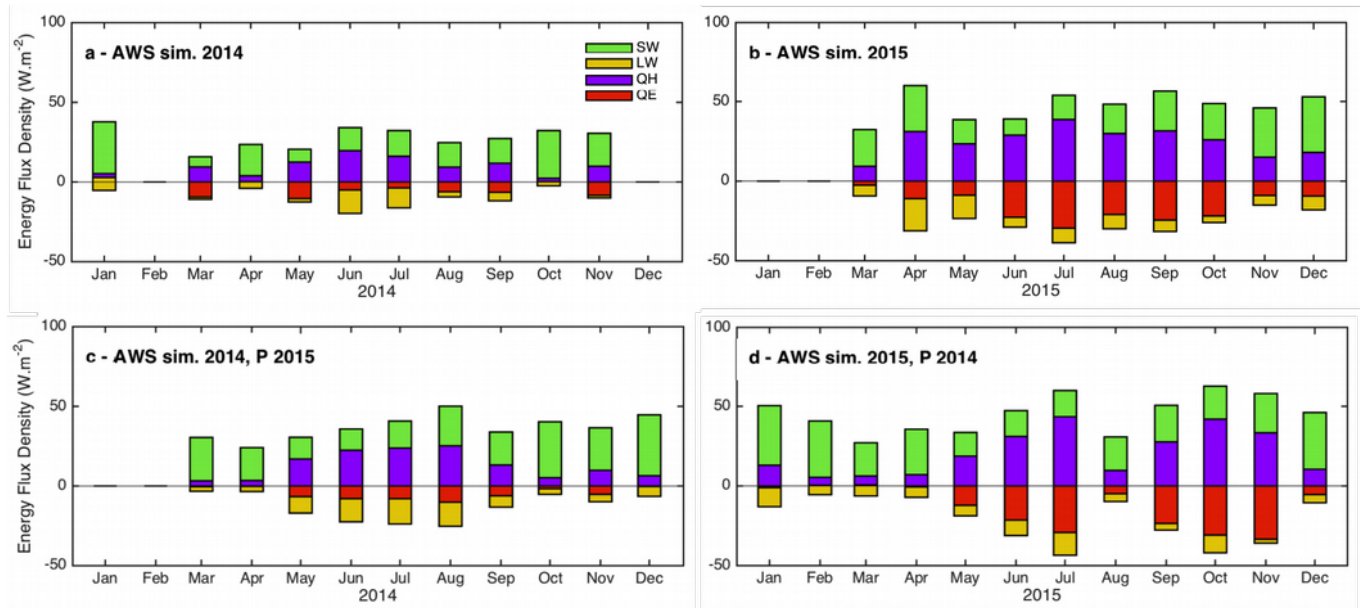 a - AWS sim. 2014
SW
LW
QH
QE
Energy Flux Density (W.m-2)
100
50
0
-50
Jan Feb Mar Apr May Jun Jul Aug Sep Oct Nov Dec
2014
b - AWS sim. 2015
100
50
0
-50
Jan Feb Mar Apr May Jun Jul Aug Sep Oct Nov Dec
2015
c - AWS sim. 2014, P 2015
Energy Flux Density (W.m-2)
100
50
0
-50
Jan Feb Mar Apr May Jun Jul Aug Sep Oct Nov Dec
2014
d - AWS sim. 2015, P 2014
100
50
0
-50
Jan Feb Mar Apr May Jun Jul Aug Sep Oct Nov Dec
2015